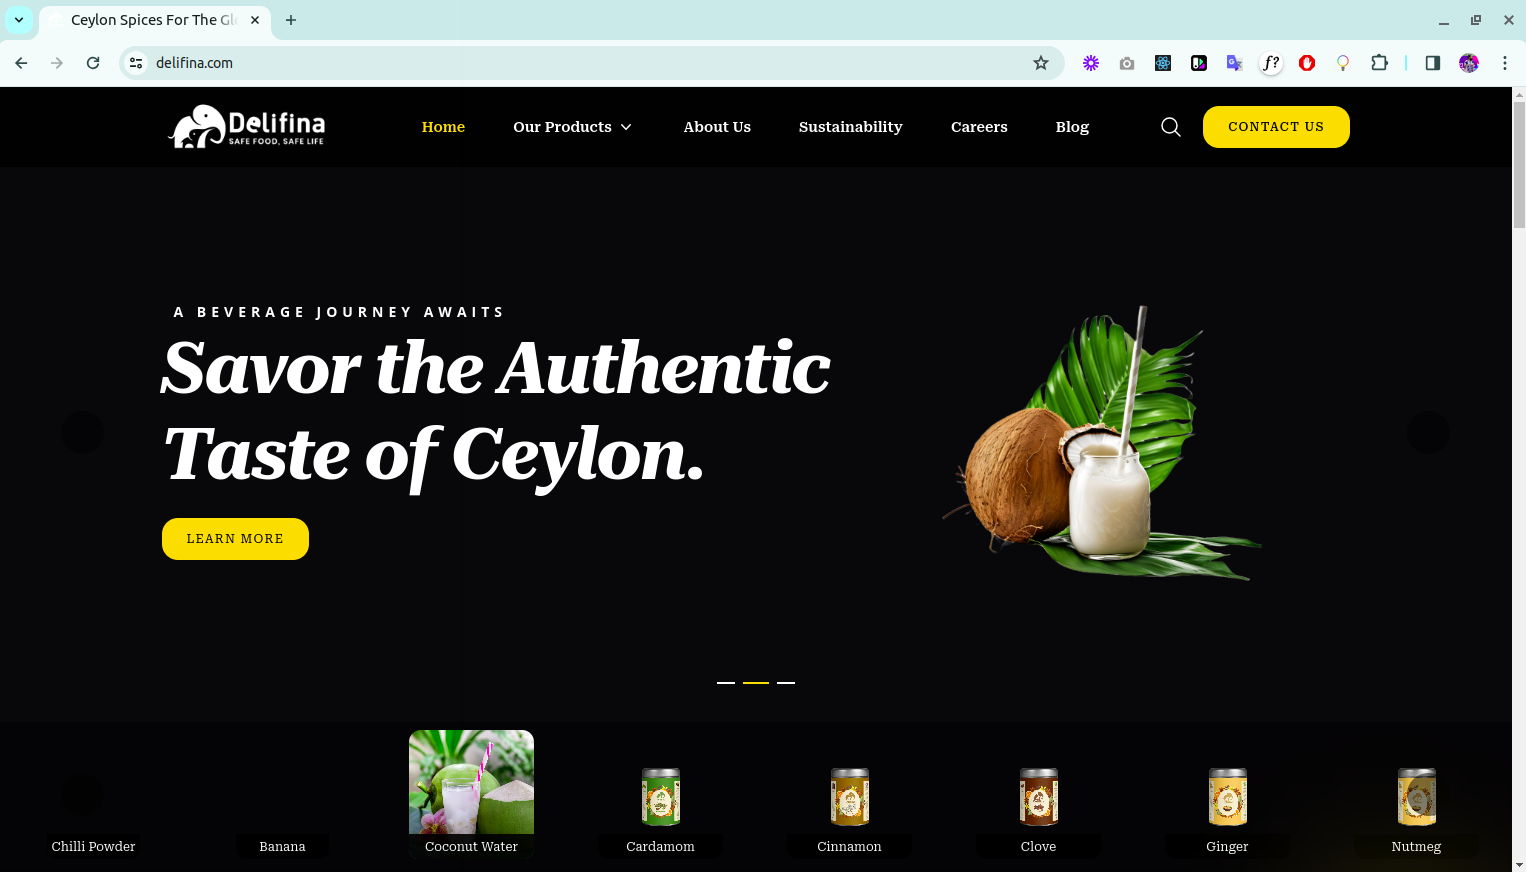 Ceylon Spices For The Gl
delifina.com
Delifina
SAFE FOOD, SAFE LIFE
Home
Our Products
About Us
Sustainability
Careers
Blog
CONTACT US
A BEVERAGE JOURNEY AWAITS
Savor the Authentic
Taste of Ceylon.
LEARN MORE
Chilli Powder
Banana
Coconut Water
Cardamom
Cinnamon
Clove
Ginger
Nutmeg